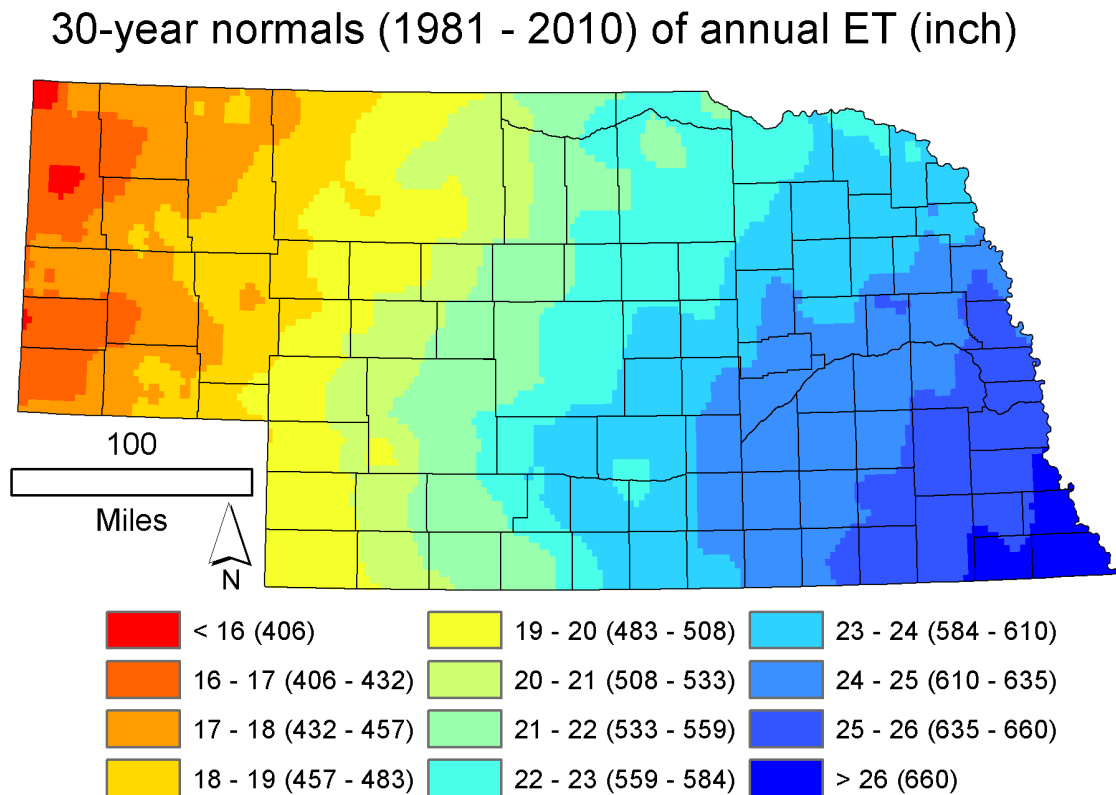 30-year normals (1981 - 2010) of annual ET (inch)
100
Miles
N
< 16 (406)
16 - 17 (406 - 432)
17 - 18 (432 - 457)
18 - 19 (457 - 483)
19 - 20 (483 - 508)
20 - 21 (508 - 533)
21 - 22 (533 - 559)
22 - 23 (559 - 584)
23 - 24 (584 - 610)
24 - 25 (610 - 635)
25 - 26 (635 - 660)
> 26 (660)